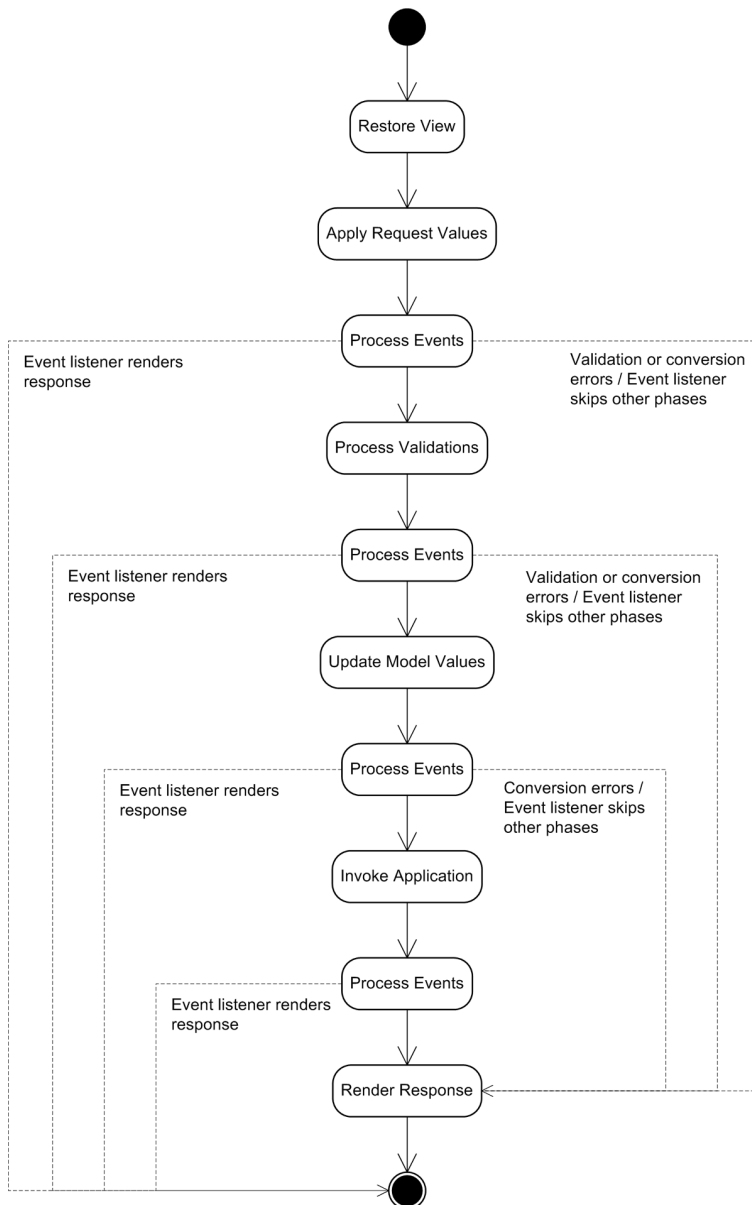 Restore View
Apply Request Values
Process Events
Event listener renders
response
Validation or conversion
errors / Event listener
skips other phases
Process Validations
Process Events
Event listener renders
response
Validation or conversion
errors / Event listener
skips other phases
Update Model Values
Process Events
Event listener renders
response
Conversion errors /
Event listener skips
other phases
Invoke Application
Process Events
Event listener renders
response
Render Response